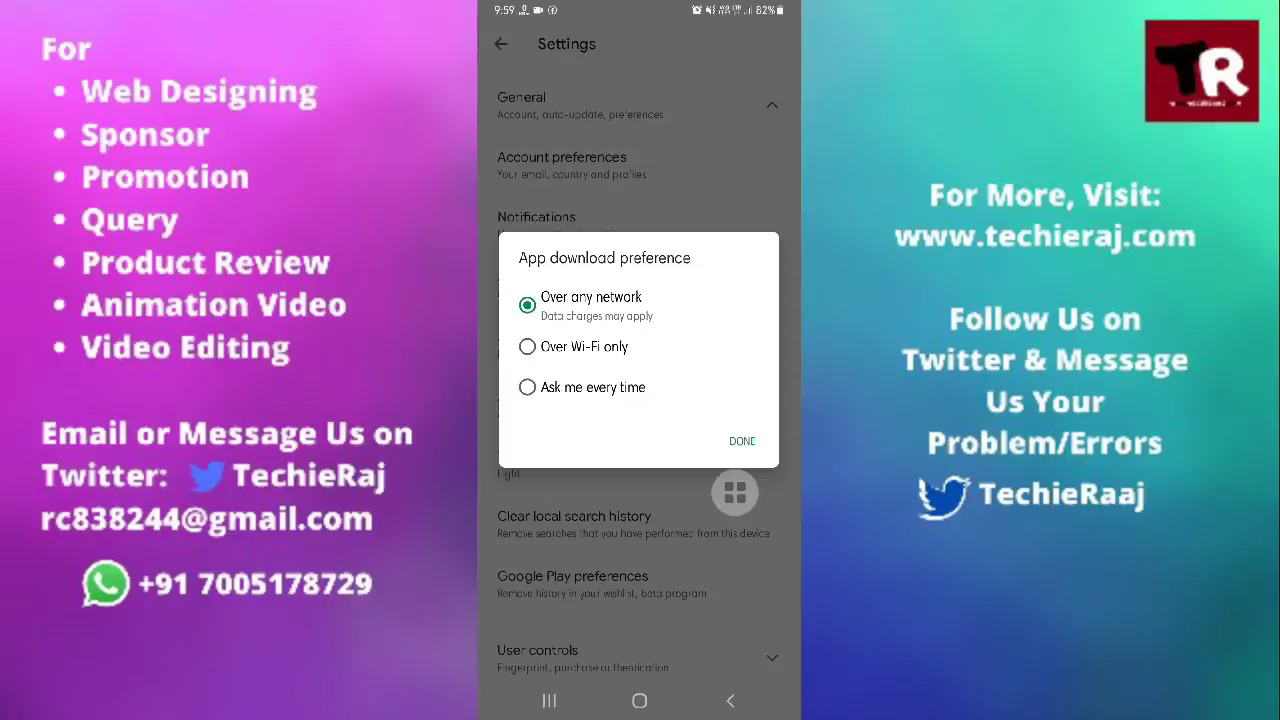 For
• Web Designing
• Sponsor
• Promotion
• Query
• Product Review
• Animation Video
• Video Editing
Email or Message Us on
Twitter: TechieRaj
rc838244@gmail.com
+91 7005178729
9:59
82%
Settings
General
Account, auto-update, preferences
Account preferences
Your email, country and profiles
Notifications
App download preference
Over any network
Data charges may apply
Over Wi-Fi only
Ask me every time
DONE
Light
Clear local search history
Remove searches that you have performed from this device
Google Play preferences
Remove history in your wishlist, beta program
User controls
Fingerprint, purchase authentication
TR
For More, Visit:
www.techieraj.com
Follow Us on
Twitter & Message
Us Your
Problem/Errors
TechieRaaj